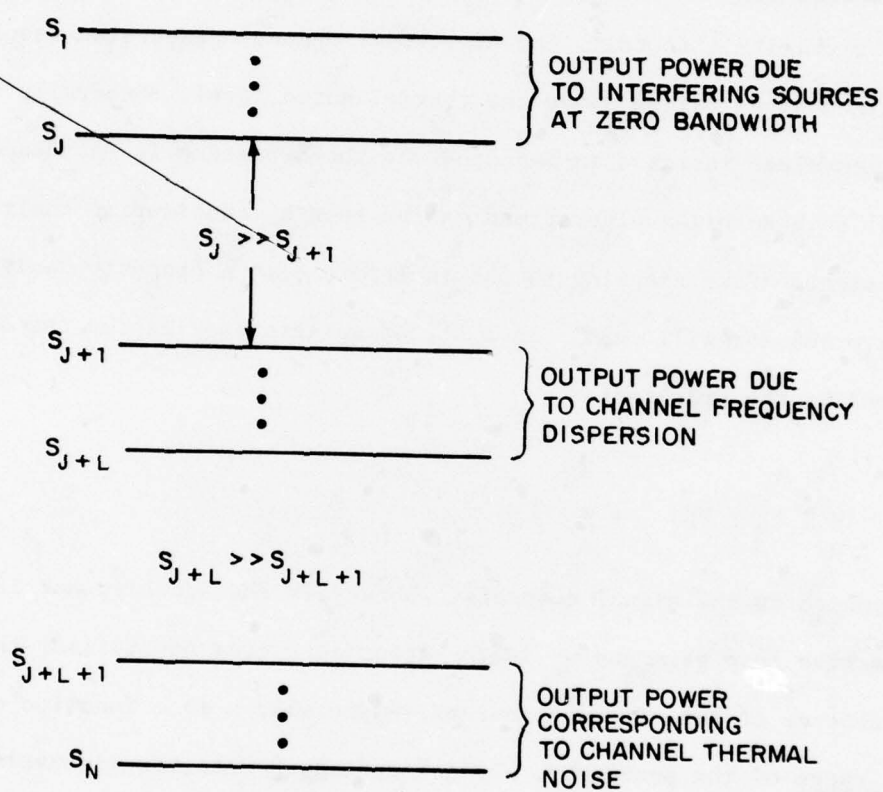 S1
OUTPUT POWER DUE
TO INTERFERING SOURCES
AT ZERO BANDWIDTH
SJ
SJ >> SJ+1
SJ+1
OUTPUT POWER DUE
TO CHANNEL FREQUENCY
DISPERSION
SJ+L
SJ+L >> SJ+L+1
SJ+L+1
OUTPUT POWER
CORRESPONDING
TO CHANNEL THERMAL
NOISE
SN